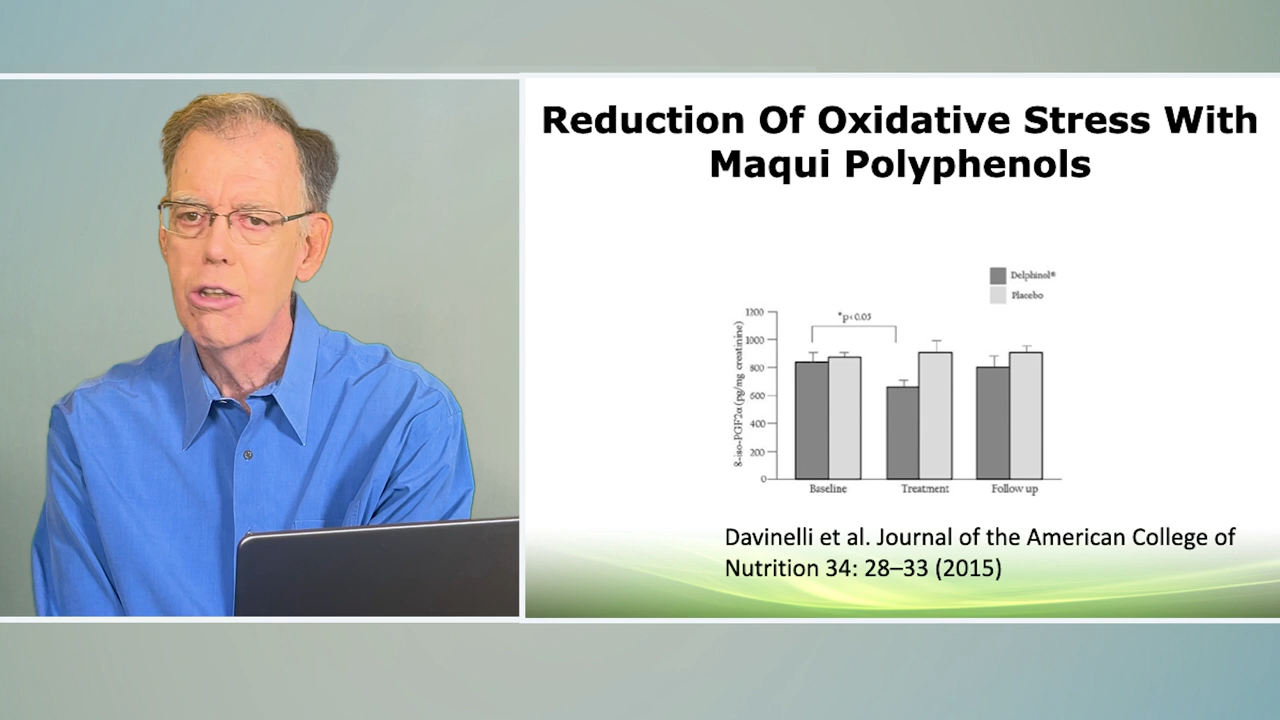 Reduction Of Oxidative Stress With
Maqui Polyphenols
Delphinol®
Placebo
*p<0.05
8-iso-PGF2α (pg/mg creatinine)
1200
1000
800
600
400
200
0
Baseline
Treatment
Follow up
Davinelli et al. Journal of the American College of
Nutrition 34: 28–33 (2015)